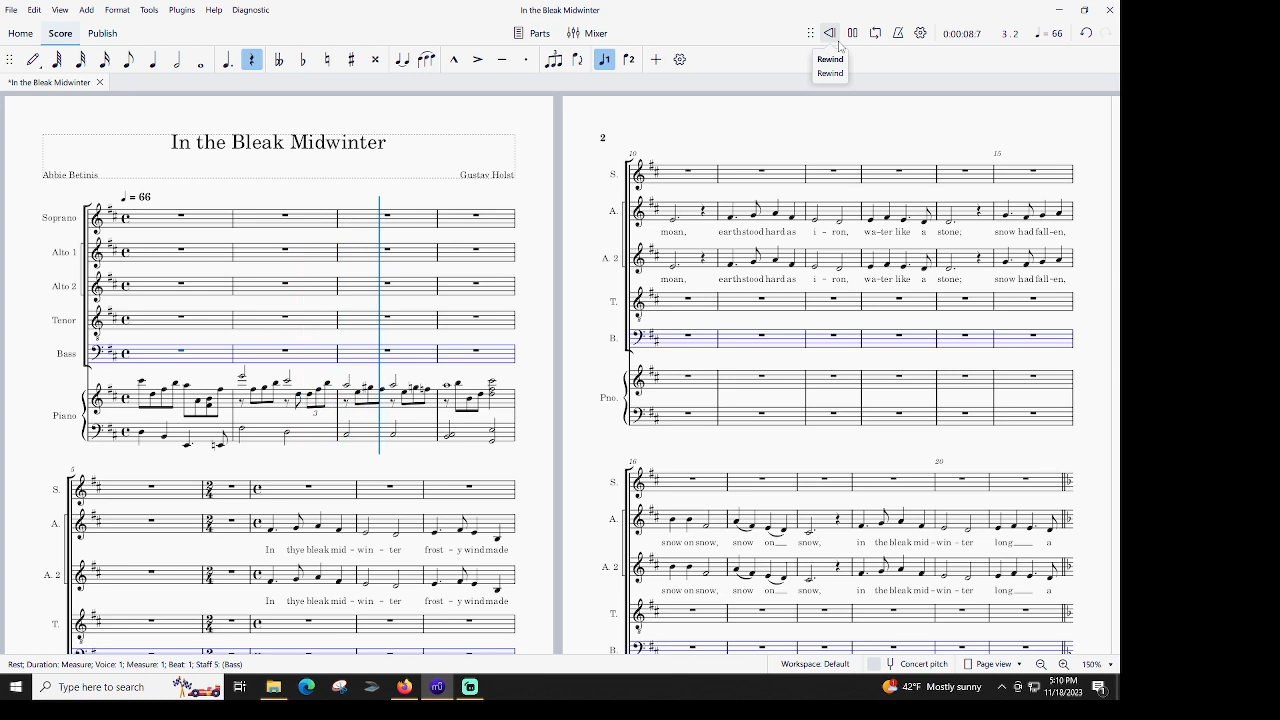 File Edit View Add Format Tools Plugins Help Diagnostic In the Bleak Midwinter
Home Score Publish Parts Mixer 0:00:08:7 3 . 2 = 66
1 2
Rewind
Rewind
*In the Bleak Midwinter
In the Bleak Midwinter
Abbie Betinis Gustav Holst
= 66
Soprano
Alto 1
Alto 2
Tenor
Bass
Piano
3
5
S.
2 4
A.
In thye bleak mid - win - ter frost - y wind made
A. 2
In thye bleak mid - win - ter frost - y wind made
T.
2
10 15
S.
A.
moan, earth stood hard as i - ron, wa-ter like a stone; snow had fall-en,
A. 2
moan, earth stood hard as i - ron, wa-ter like a stone; snow had fall-en,
T.
B.
Pno.
16 20
S.
A.
snow on snow, snow on snow, in the bleak mid-win-ter long a
A. 2
snow on snow, snow on snow, in the bleak mid-win-ter long a
T.
B.
Rest; Duration: Measure; Voice: 1; Measure: 1; Beat: 1; Staff 5: (Bass) Workspace: Default Concert pitch Page view 150%
Type here to search 42°F Mostly sunny 5:10 PM
11/18/2023